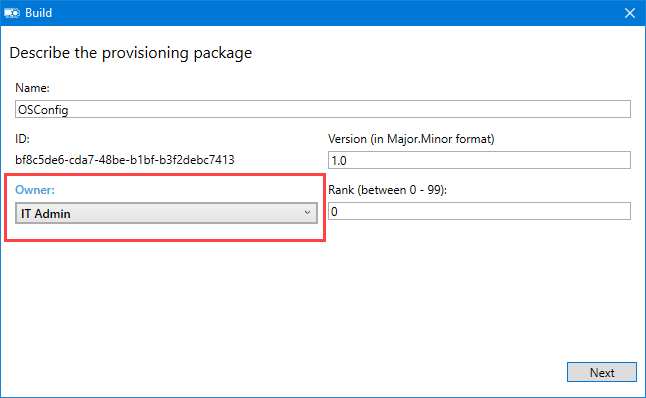 Build
Describe the provisioning package
Name:
OSConfig
ID:
bf8c5de6-cda7-48be-b1bf-b3f2debc7413
Version (in Major.Minor format)
1.0
Owner:
IT Admin
Rank (between 0 - 99):
0
Next